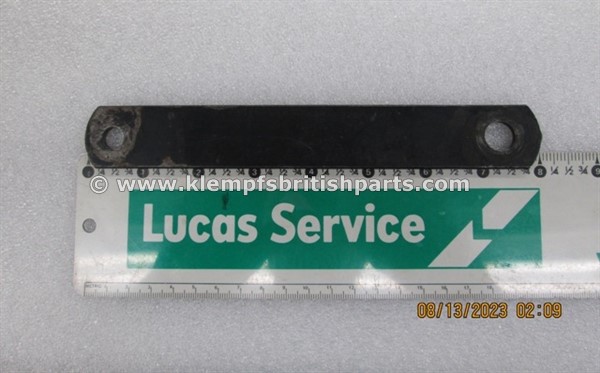 © www.klempfsbritishparts.com ©
Lucas Service
08/13/2023 02:09